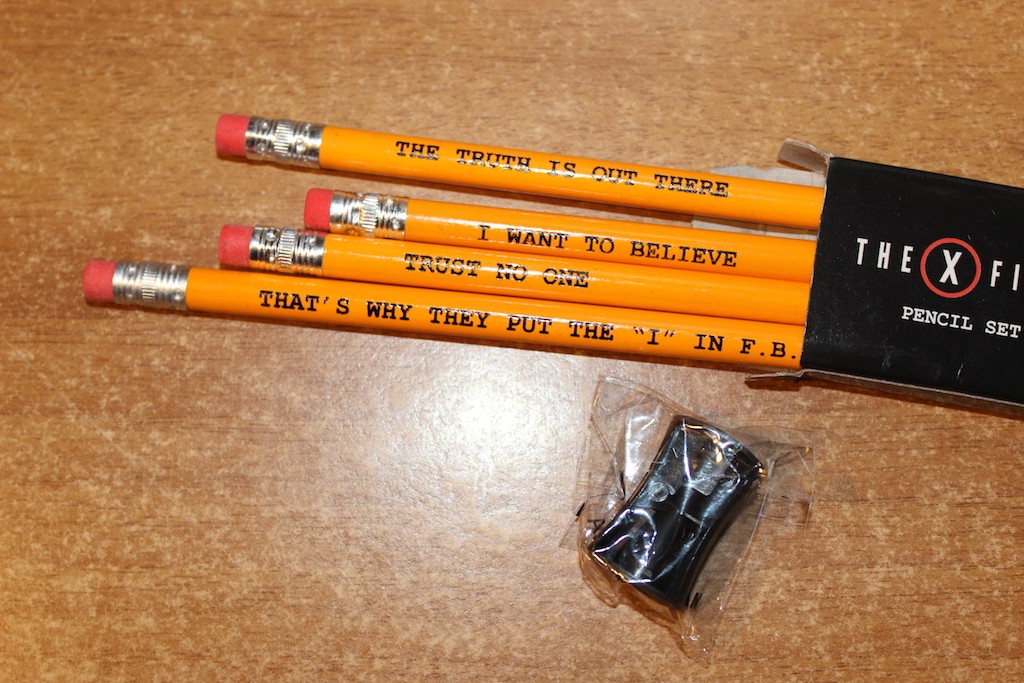 THE TRUTH IS OUT THERE
I WANT TO BELIEVE
TRUST NO ONE
THAT'S WHY THEY PUT THE "I" IN F.B.
THE X FI
PENCIL SET